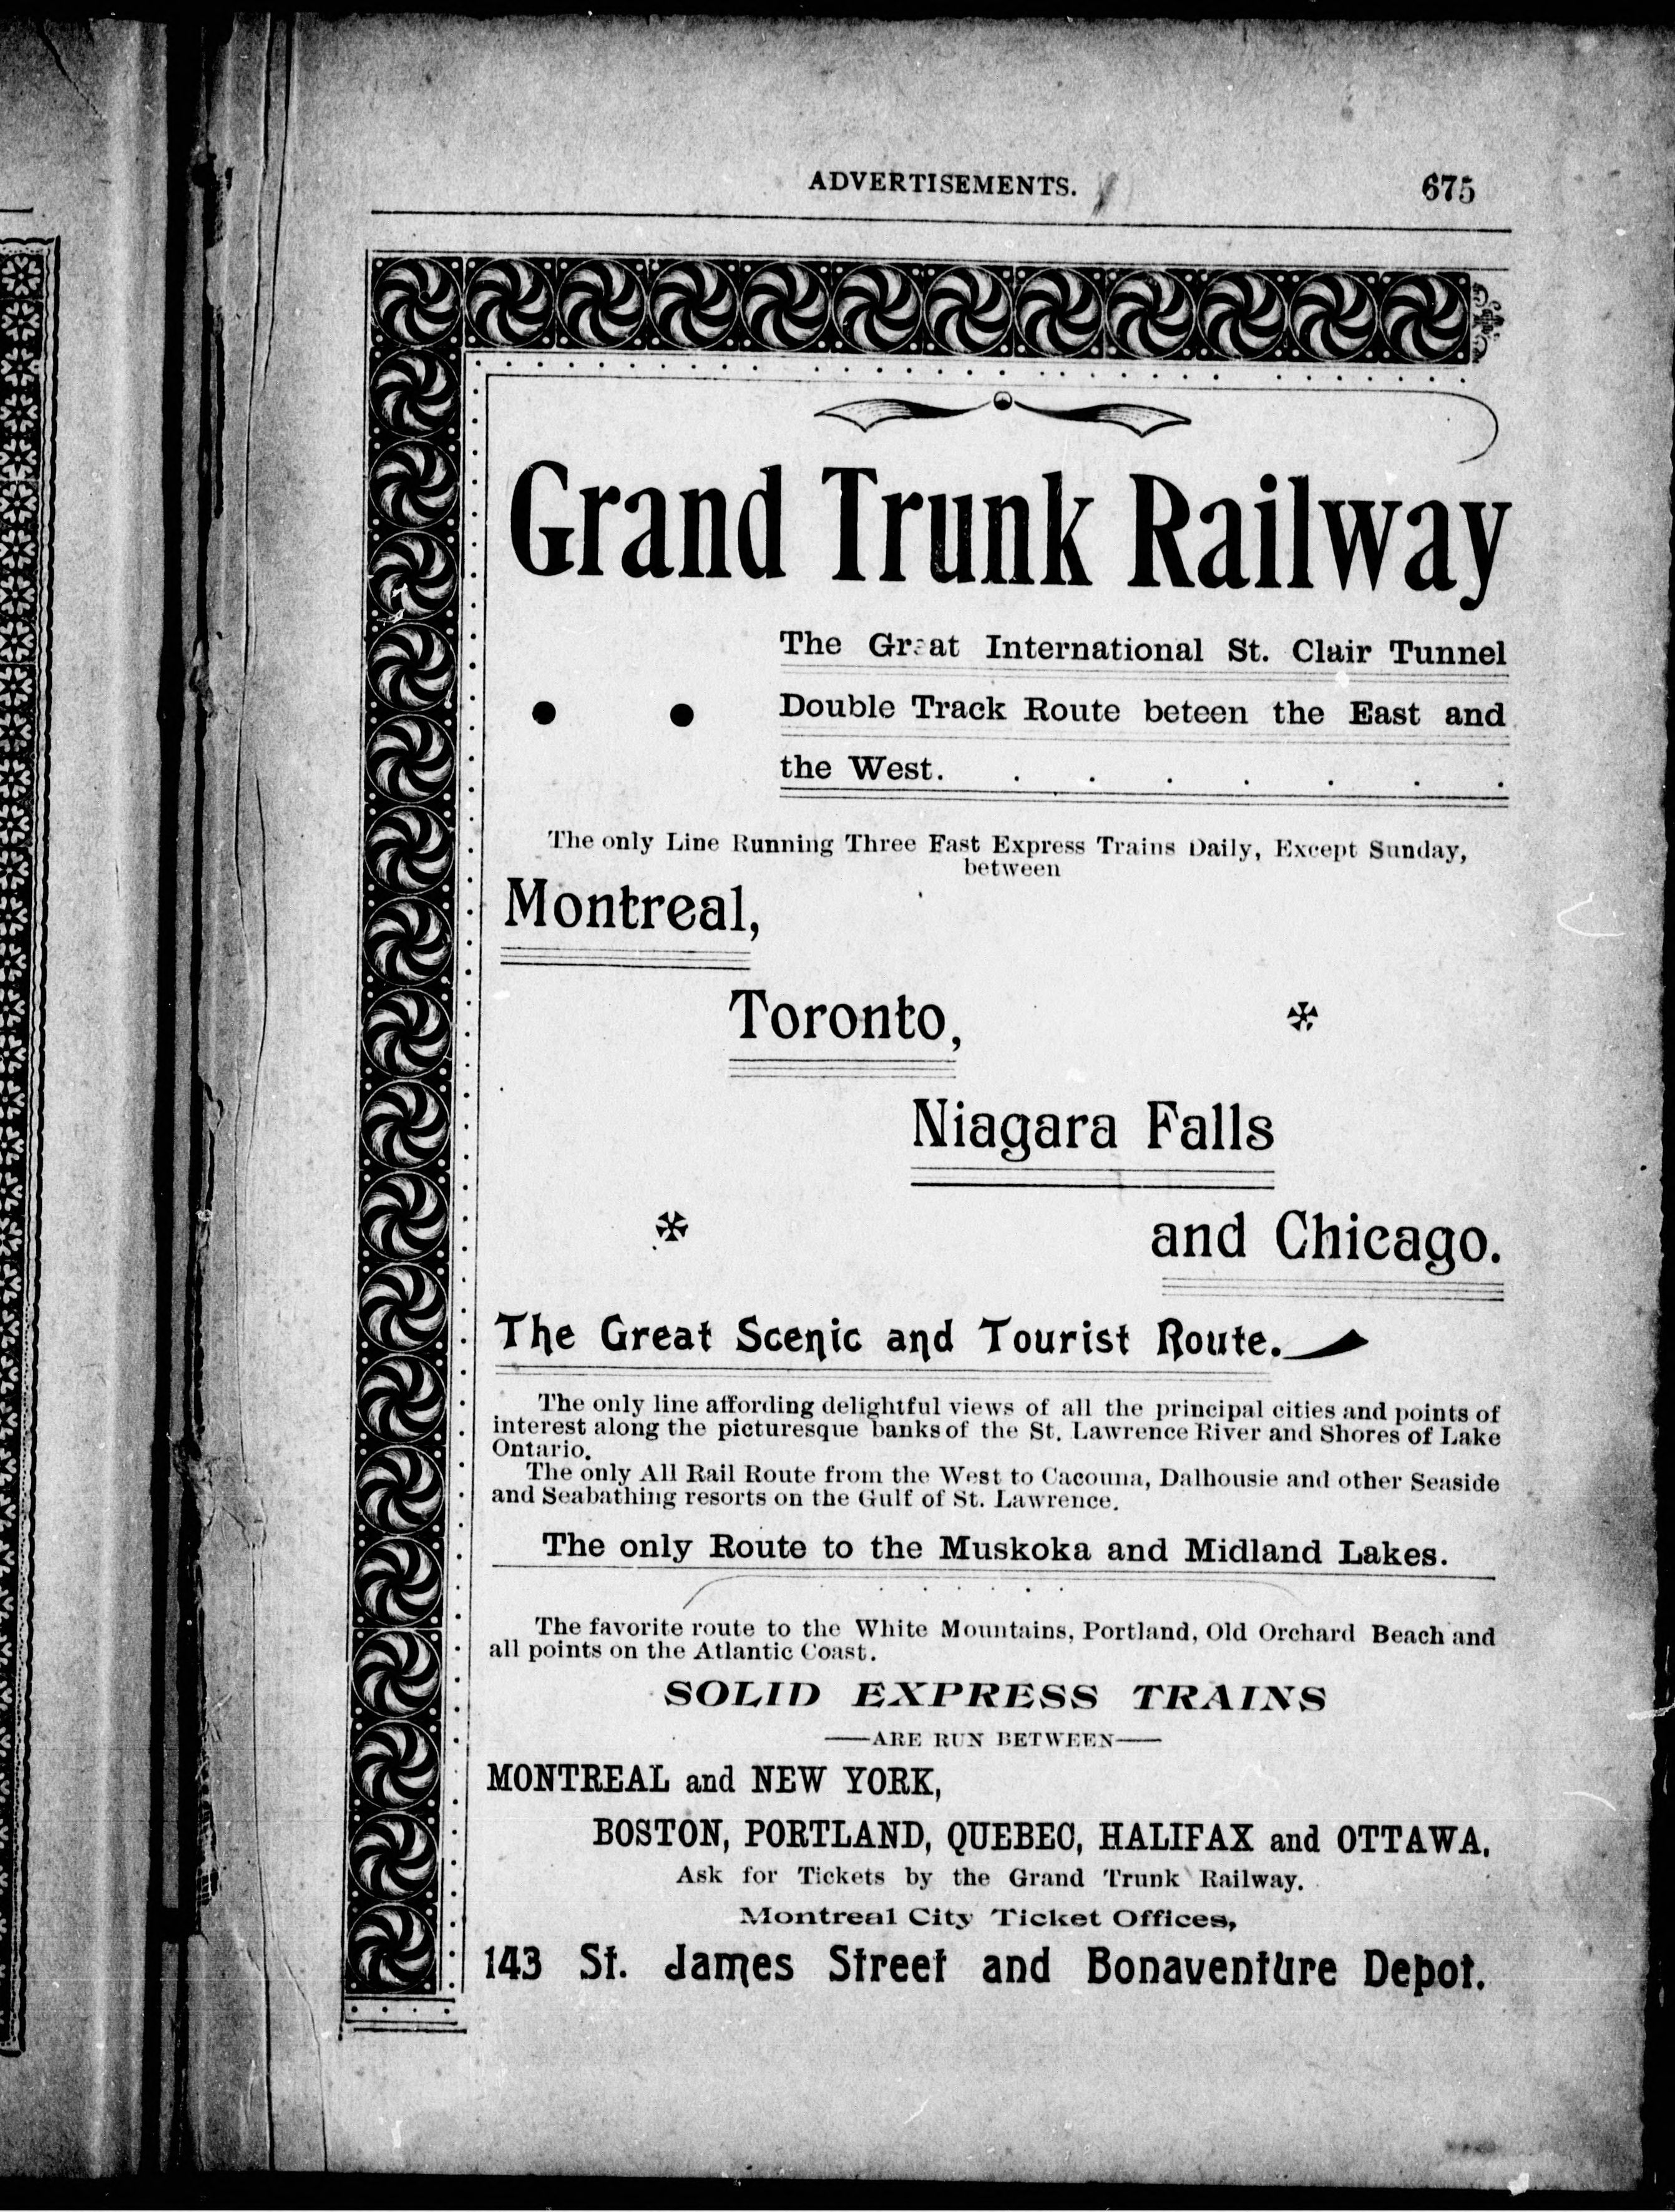 ADVERTISEMENTS. 675
Grand Trunk Railway
The Great International St. Clair Tunnel
Double Track Route beteen the East and
the West. . . . . . . .
The only Line Running Three Fast Express Trains Daily, Except Sunday,
between
Montreal,
Toronto,
Niagara Falls
and Chicago.
The Great Scenic and Tourist Route.
The only line affording delightful views of all the principal cities and points of
interest along the picturesque banks of the St. Lawrence River and Shores of Lake
Ontario.
The only All Rail Route from the West to Cacouna, Dalhousie and other Seaside
and Seabathing resorts on the Gulf of St. Lawrence.
The only Route to the Muskoka and Midland Lakes.
The favorite route to the White Mountains, Portland, Old Orchard Beach and
all points on the Atlantic Coast.
SOLID EXPRESS TRAINS
——ARE RUN BETWEEN——
MONTREAL and NEW YORK,
BOSTON, PORTLAND, QUEBEC, HALIFAX and OTTAWA.
Ask for Tickets by the Grand Trunk Railway.
Montreal City Ticket Offices,
143 St. James Street and Bonaventure Depot.